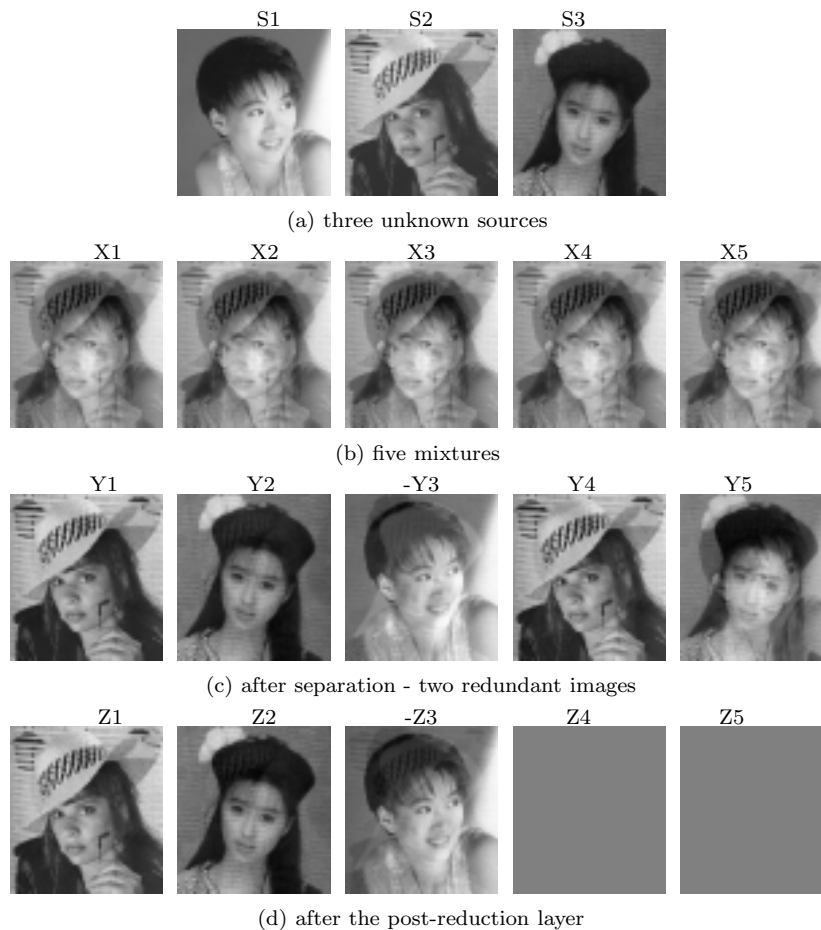 S1 S2 S3
(a) three unknown sources
X1 X2 X3 X4 X5
(b) five mixtures
Y1 Y2 -Y3 Y4 Y5
(c) after separation - two redundant images
Z1 Z2 -Z3 Z4 Z5
(d) after the post-reduction layer